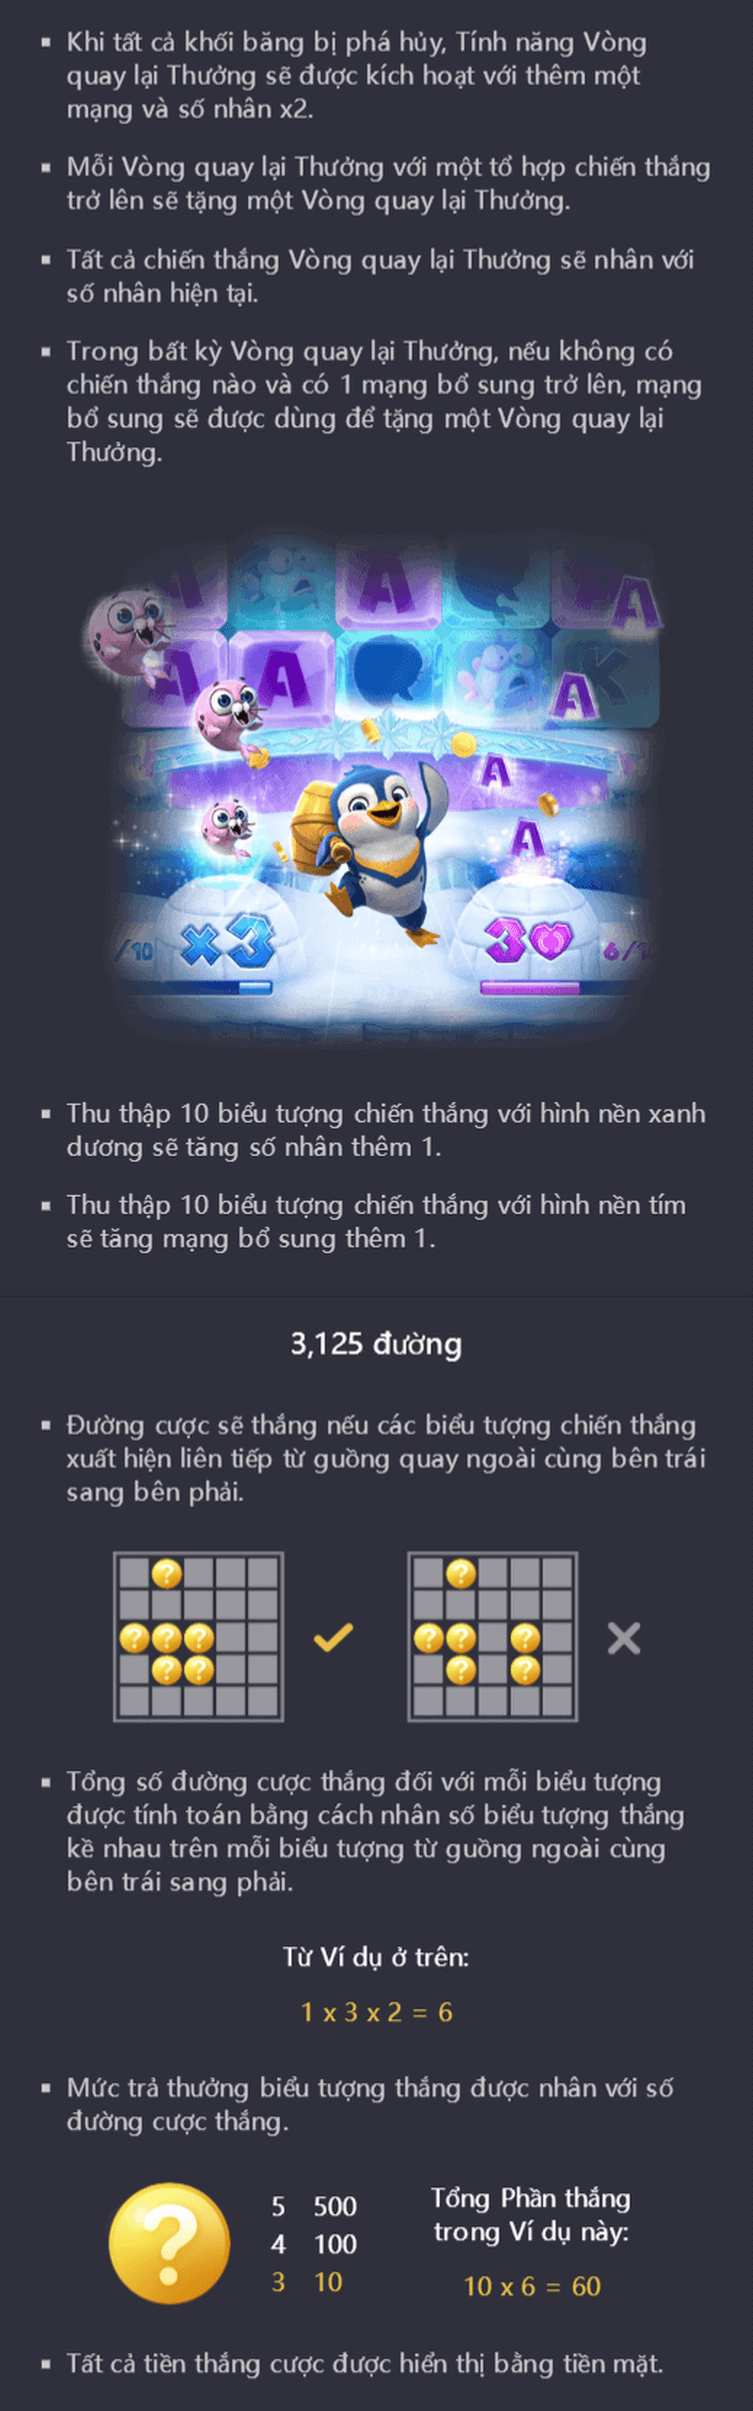 Khi tất cả khối băng bị phá hủy, Tính năng Vòng
quay lại Thưởng sẽ được kích hoạt với thêm một
mạng và số nhân x2.
Mỗi Vòng quay lại Thưởng với một tổ hợp chiến thắng
trở lên sẽ tặng một Vòng quay lại Thưởng.
Tất cả chiến thắng Vòng quay lại Thưởng sẽ nhân với
số nhân hiện tại.
Trong bất kỳ Vòng quay lại Thưởng, nếu không có
chiến thắng nào và có 1 mạng bổ sung trở lên, mạng
bổ sung sẽ được dùng để tặng một Vòng quay lại
Thưởng.
A A
A
A A K
A
A
A
/10 x3 3 6/10
Thu thập 10 biểu tượng chiến thắng với hình nền xanh
dương sẽ tăng số nhân thêm 1.
Thu thập 10 biểu tượng chiến thắng với hình nền tím
sẽ tăng mạng bổ sung thêm 1.
3,125 đường
Đường cược sẽ thắng nếu các biểu tượng chiến thắng
xuất hiện liên tiếp từ guồng quay ngoài cùng bên trái
sang bên phải.
? ?
? ? ? ? ? ?
? ? ? ?
Tổng số đường cược thắng đối với mỗi biểu tượng
được tính toán bằng cách nhân số biểu tượng thắng
kề nhau trên mỗi biểu tượng từ guồng ngoài cùng
bên trái sang phải.
Từ Ví dụ ở trên:
1 x 3 x 2 = 6
Mức trả thưởng biểu tượng thắng được nhân với số
đường cược thắng.
?
5 500
4 100
3 10
Tổng Phần thắng
trong Ví dụ này:
10 x 6 = 60
Tất cả tiền thắng cược được hiển thị bằng tiền mặt.